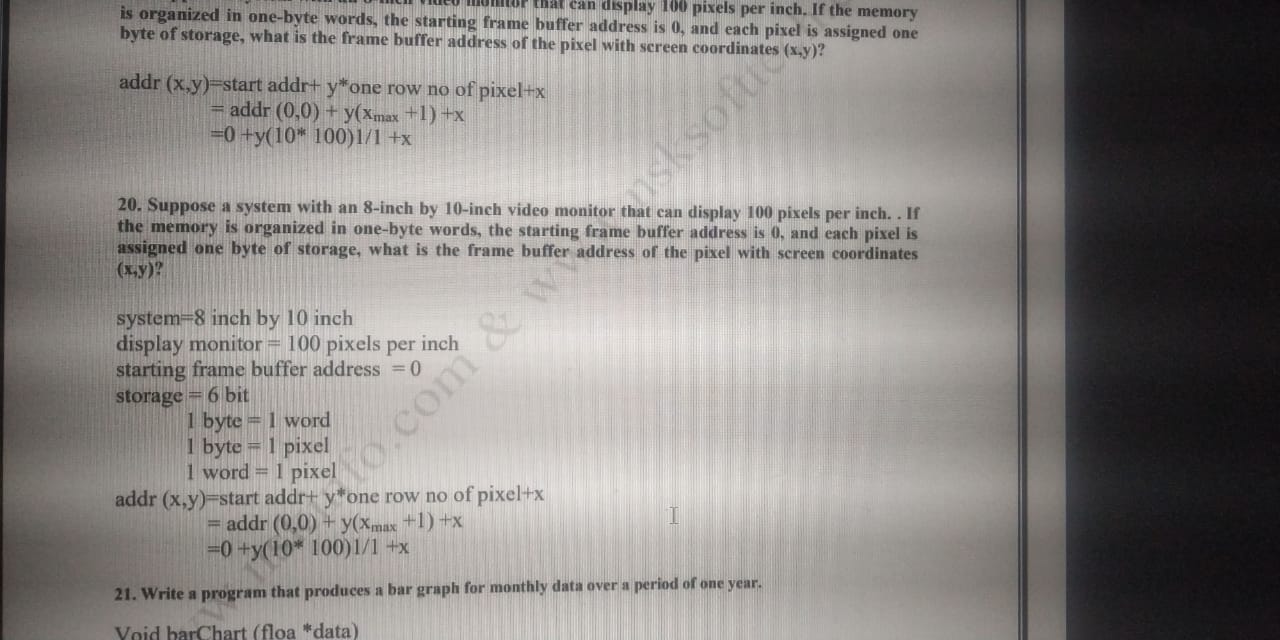 monitor that can display 100 pixels per inch. If the memory
is organized in one-byte words, the starting frame buffer address is 0, and each pixel is assigned one
byte of storage, what is the frame buffer address of the pixel with screen coordinates (x,y)?
addr (x,y)=start addr+ y*one row no of pixel+x
= addr (0,0) + y(xmax +1) +x
=0 +y(10* 100)1/1 +x
20. Suppose a system with an 8-inch by 10-inch video monitor that can display 100 pixels per inch. . If
the memory is organized in one-byte words, the starting frame buffer address is 0, and each pixel is
assigned one byte of storage, what is the frame buffer address of the pixel with screen coordinates
(x,y)?
system=8 inch by 10 inch
display monitor = 100 pixels per inch
starting frame buffer address = 0
storage = 6 bit
1 byte = 1 word
1 byte = 1 pixel
1 word = 1 pixel
addr (x,y)=start addr+ y*one row no of pixel+x
= addr (0,0) + y(xmax +1) +x
=0 +y(10* 100)1/1 +x
21. Write a program that produces a bar graph for monthly data over a period of one year.
Void barChart (floa *data)